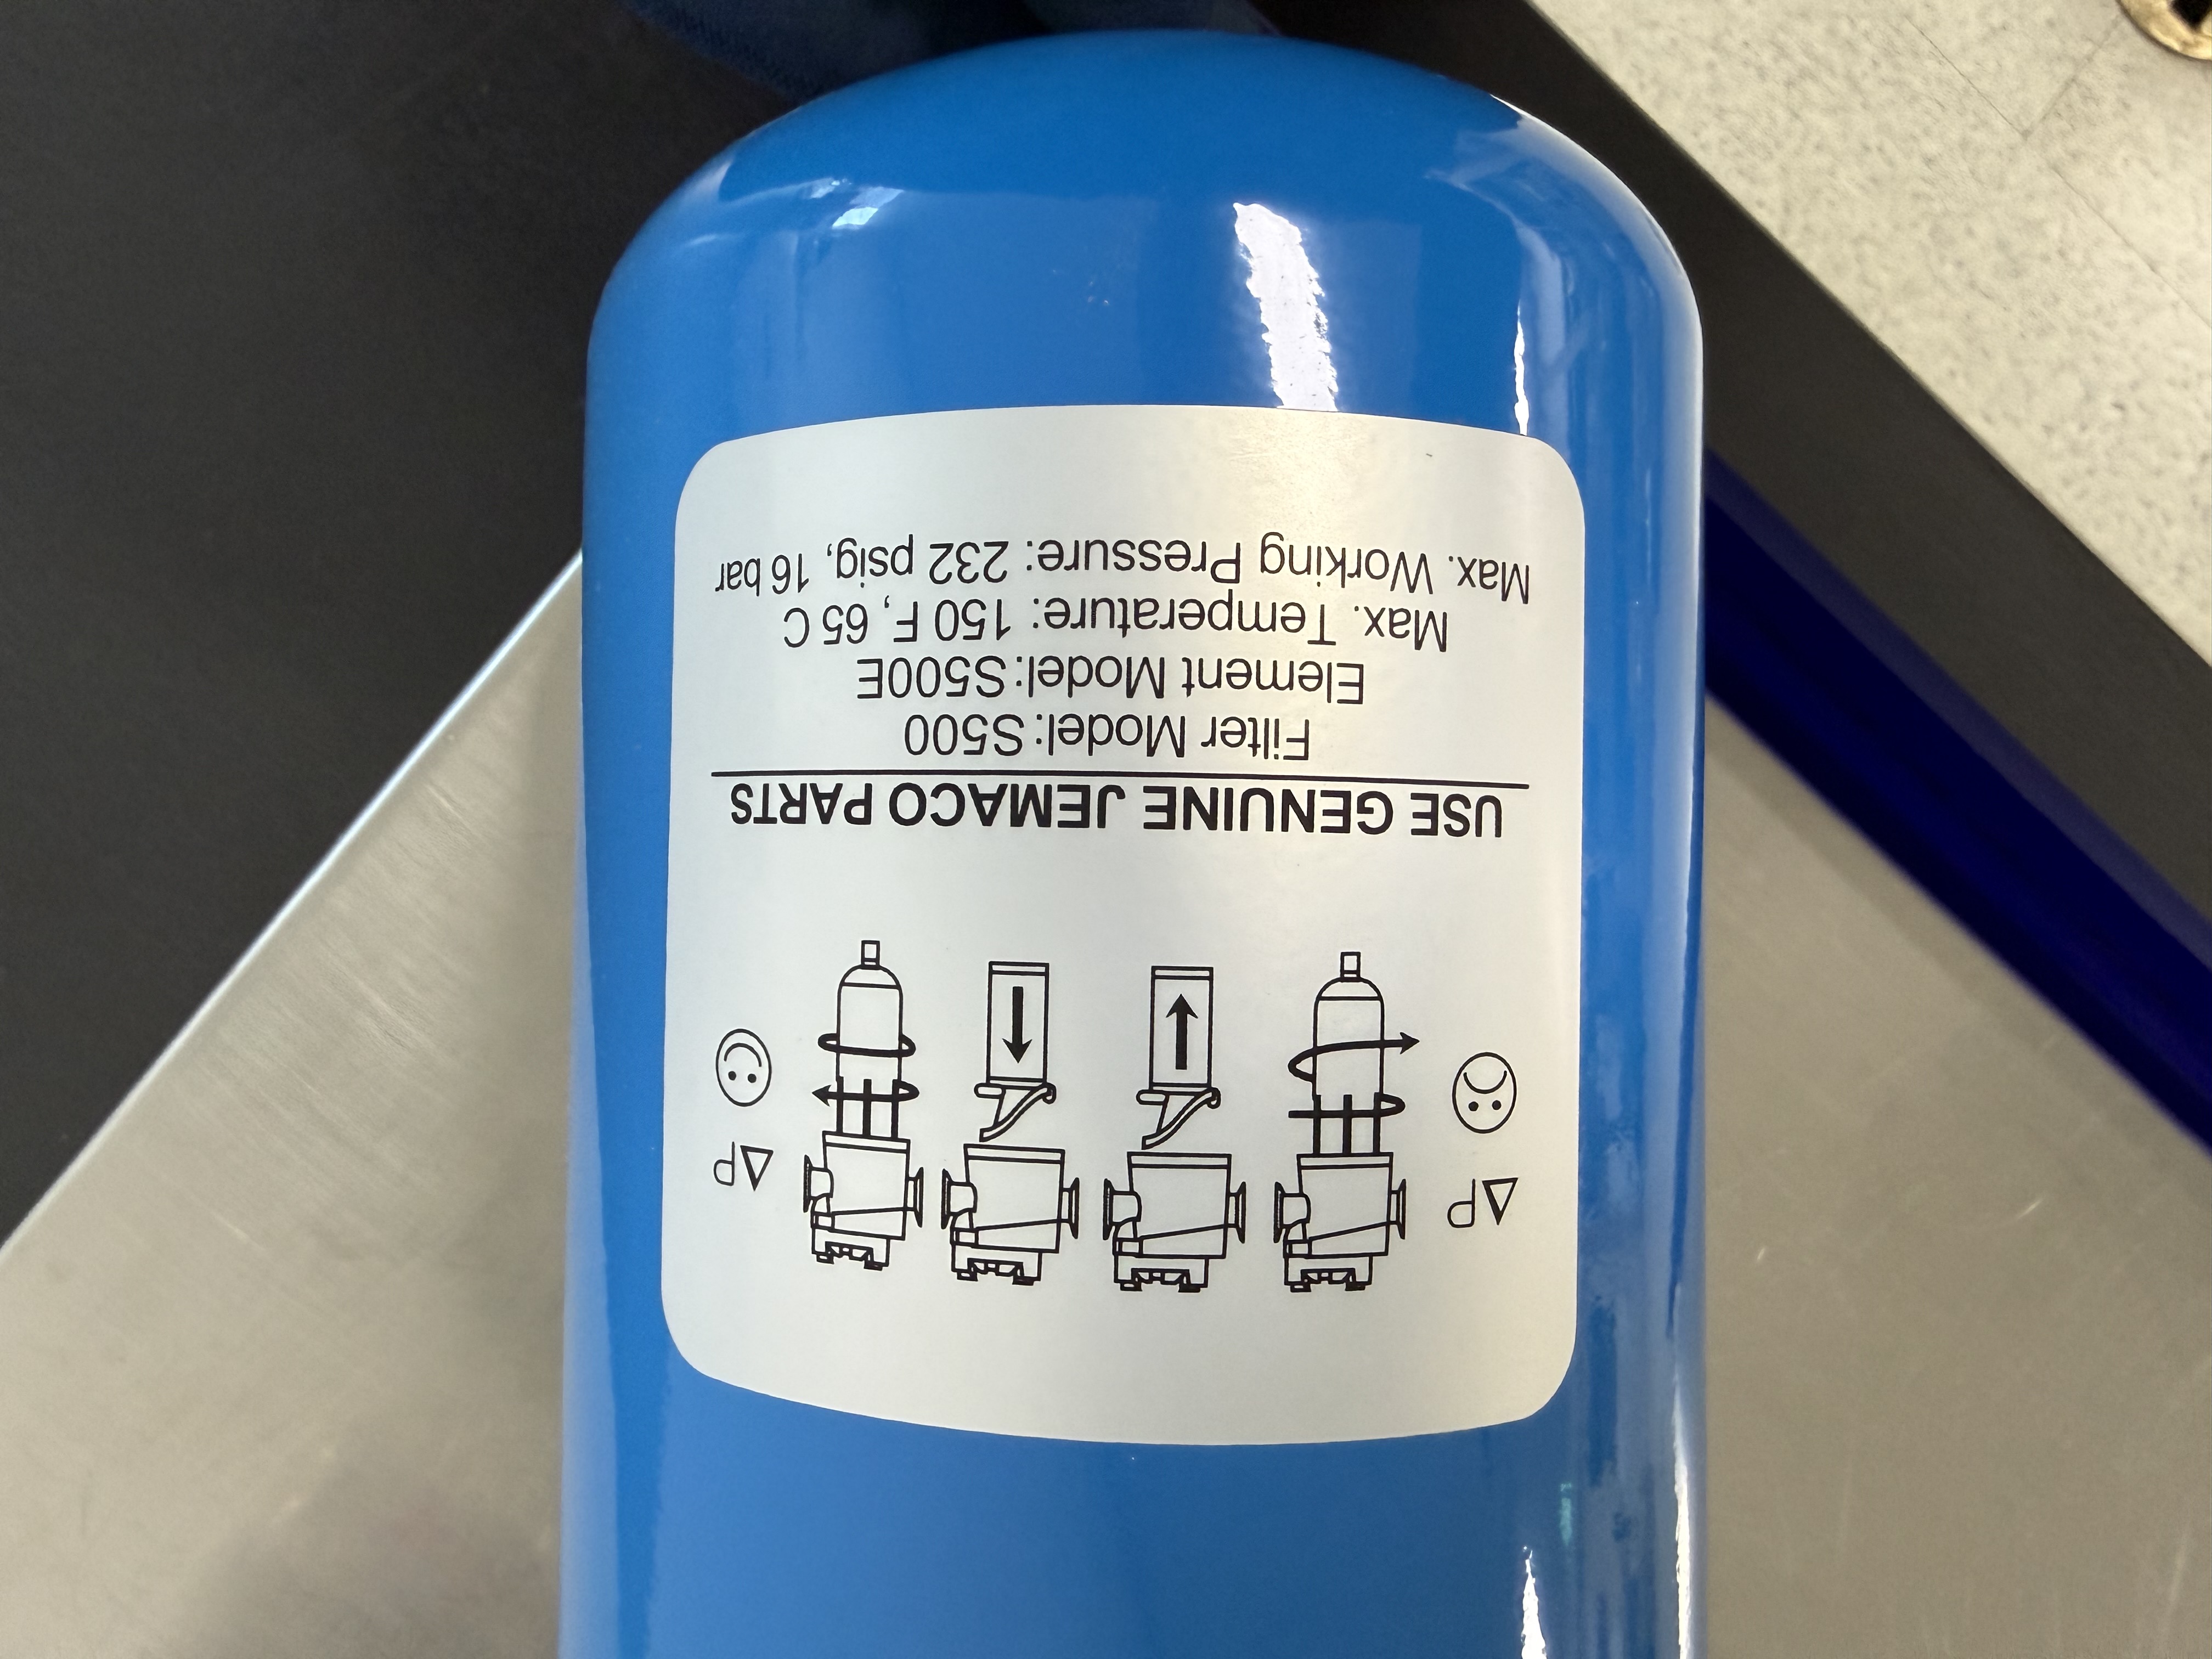 ΔP ΔP
USE GENUINE JEMACO PARTS
Filter Model:S500
Element Model:S500E
Max. Temperature: 150 F, 65 C
Max. Working Pressure: 232 psig, 16 bar